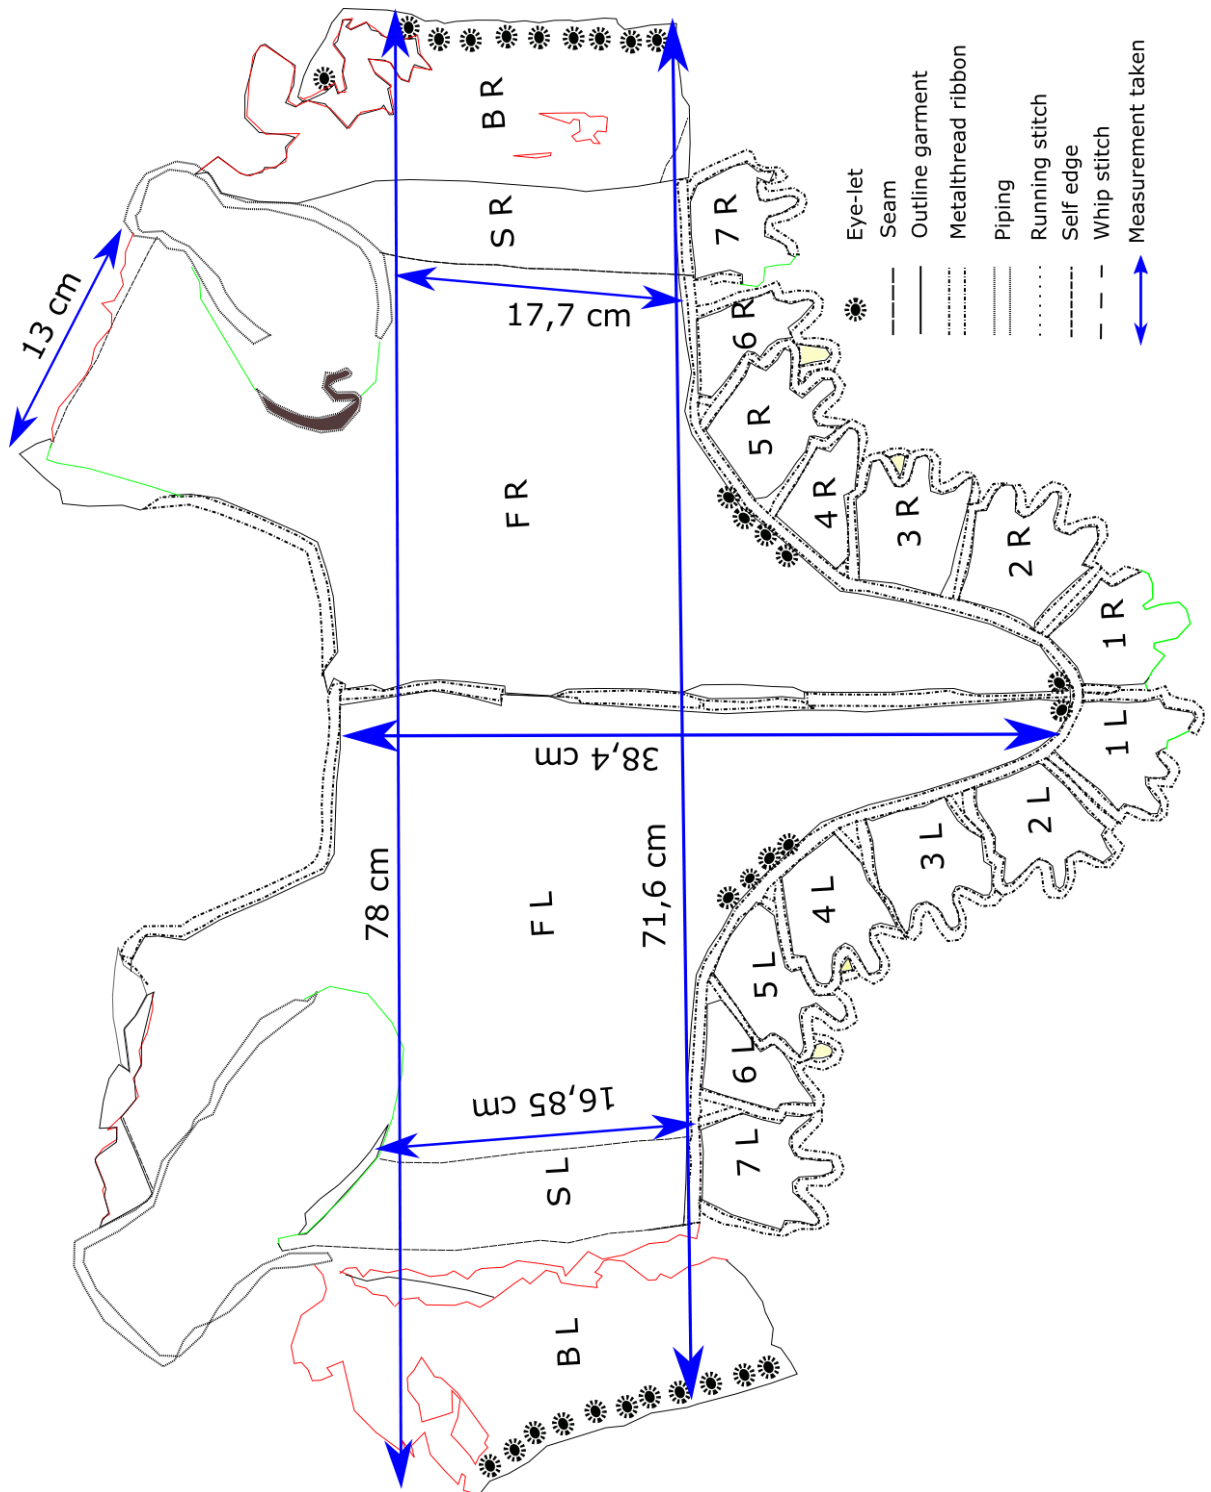 13 cm
B R
S R
17,7 cm
F R
38,4 cm
78 cm
71,6 cm
F L
16,85 cm
S L
B L
7 R
6 R
5 R
4 R
3 R
2 R
1 R
1 L
2 L
3 L
4 L
5 L
6 L
7 L
Eye-let
Seam
Outline garment
Metalthread ribbon
Piping
Running stitch
Self edge
Whip stitch
Measurement taken